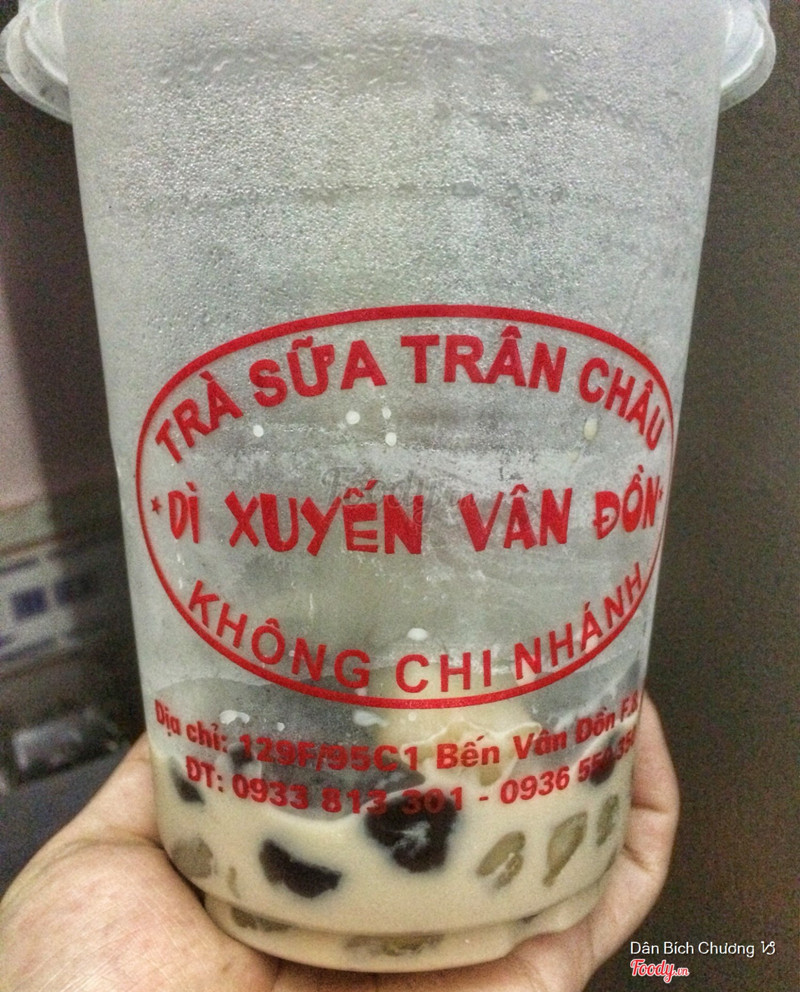 TRÀ SỮA TRÂN CHÂU
DÌ XUYẾN VÂN ĐỒN
KHÔNG CHI NHÁNH
Địa chỉ: 129F/95C1 Bến Vân Đồn
ĐT: 0933 813 301 - 0936
Foody
Dân Bích Chương
Foody.vn